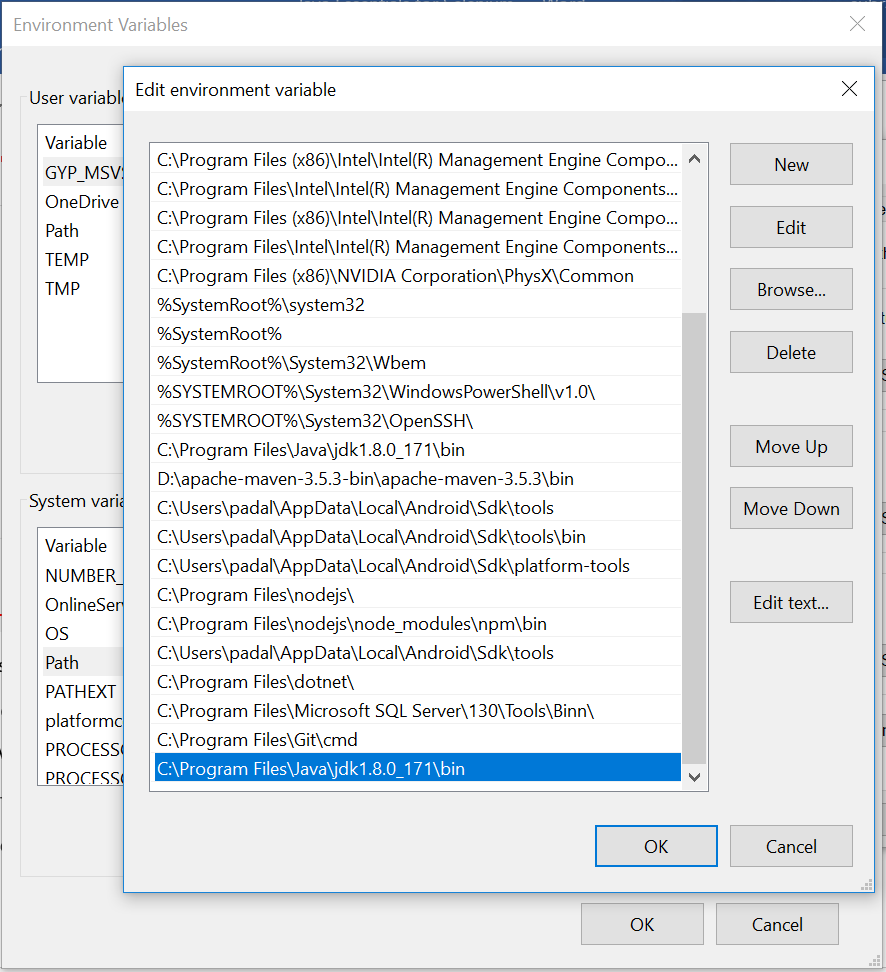 Environment Variables
Edit environment variable
User variable
Variable
GYP_MSVS
OneDrive
Path
TEMP
TMP
System varia
Variable
NUMBER_
OnlineServ
OS
Path
PATHEXT
platformc
PROCESSO
PROCESSO
C:\Program Files (x86)\Intel\Intel(R) Management Engine Compo...
C:\Program Files\Intel\Intel(R) Management Engine Components...
C:\Program Files (x86)\Intel\Intel(R) Management Engine Compo...
C:\Program Files\Intel\Intel(R) Management Engine Components...
C:\Program Files (x86)\NVIDIA Corporation\PhysX\Common
%SystemRoot%\system32
%SystemRoot%
%SystemRoot%\System32\Wbem
%SYSTEMROOT%\System32\WindowsPowerShell\v1.0\
%SYSTEMROOT%\System32\OpenSSH\
C:\Program Files\Java\jdk1.8.0_171\bin
D:\apache-maven-3.5.3-bin\apache-maven-3.5.3\bin
C:\Users\padal\AppData\Local\Android\Sdk\tools
C:\Users\padal\AppData\Local\Android\Sdk\tools\bin
C:\Users\padal\AppData\Local\Android\Sdk\platform-tools
C:\Program Files\nodejs\
C:\Program Files\nodejs\node_modules\npm\bin
C:\Users\padal\AppData\Local\Android\Sdk\tools
C:\Program Files\dotnet\
C:\Program Files\Microsoft SQL Server\130\Tools\Binn\
C:\Program Files\Git\cmd
C:\Program Files\Java\jdk1.8.0_171\bin
New
Edit
Browse...
Delete
Move Up
Move Down
Edit text...
OK
Cancel
OK
Cancel